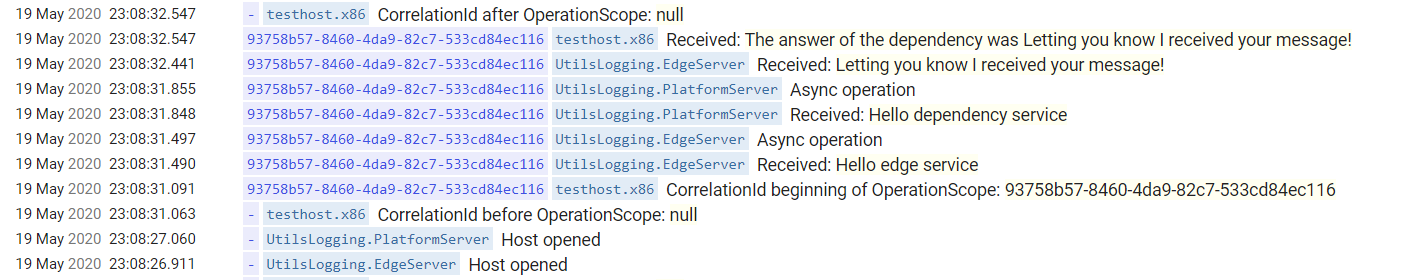 19 May 2020 23:08:32.547 - testhost.x86 CorrelationId after OperationScope: null
19 May 2020 23:08:32.547 93758b57-8460-4da9-82c7-533cd84ec116 testhost.x86 Received: The answer of the dependency was Letting you know I received your message!
19 May 2020 23:08:32.441 93758b57-8460-4da9-82c7-533cd84ec116 UtilsLogging.EdgeServer Received: Letting you know I received your message!
19 May 2020 23:08:31.855 93758b57-8460-4da9-82c7-533cd84ec116 UtilsLogging.PlatformServer Async operation
19 May 2020 23:08:31.848 93758b57-8460-4da9-82c7-533cd84ec116 UtilsLogging.PlatformServer Received: Hello dependency service
19 May 2020 23:08:31.497 93758b57-8460-4da9-82c7-533cd84ec116 UtilsLogging.EdgeServer Async operation
19 May 2020 23:08:31.490 93758b57-8460-4da9-82c7-533cd84ec116 UtilsLogging.EdgeServer Received: Hello edge service
19 May 2020 23:08:31.091 93758b57-8460-4da9-82c7-533cd84ec116 testhost.x86 CorrelationId beginning of OperationScope: 93758b57-8460-4da9-82c7-533cd84ec116
19 May 2020 23:08:31.063 - testhost.x86 CorrelationId before OperationScope: null
19 May 2020 23:08:27.060 - UtilsLogging.PlatformServer Host opened
19 May 2020 23:08:26.911 - UtilsLogging.EdgeServer Host opened